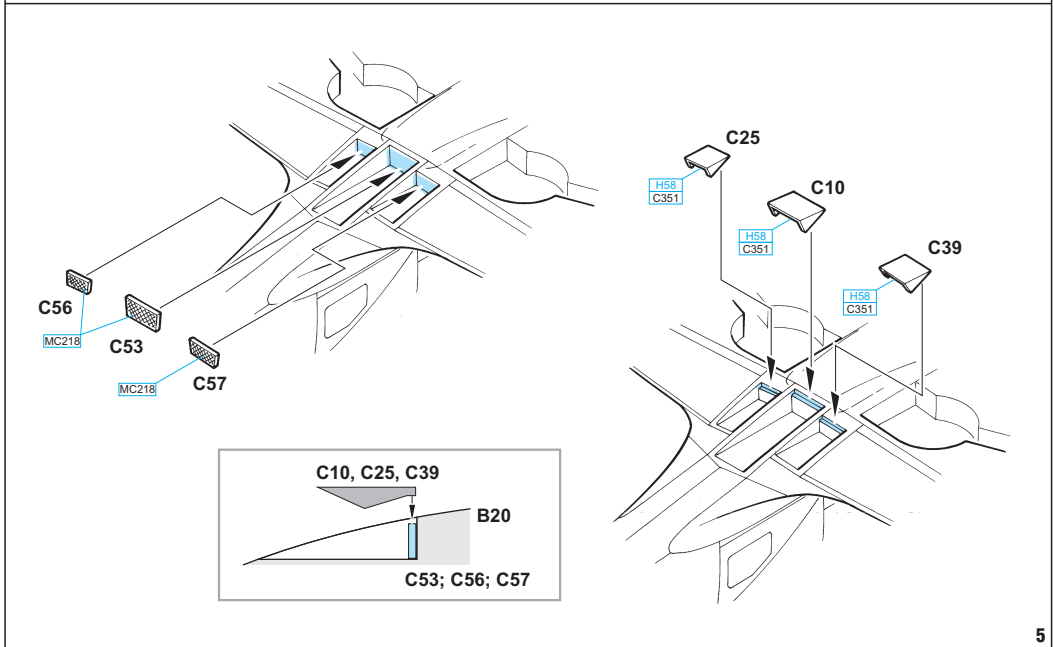 C56
MC218
C53
MC218
C57
C25
H58
C351
C10
H58
C351
C39
H58
C351
C10, C25, C39
B20
C53; C56; C57
5